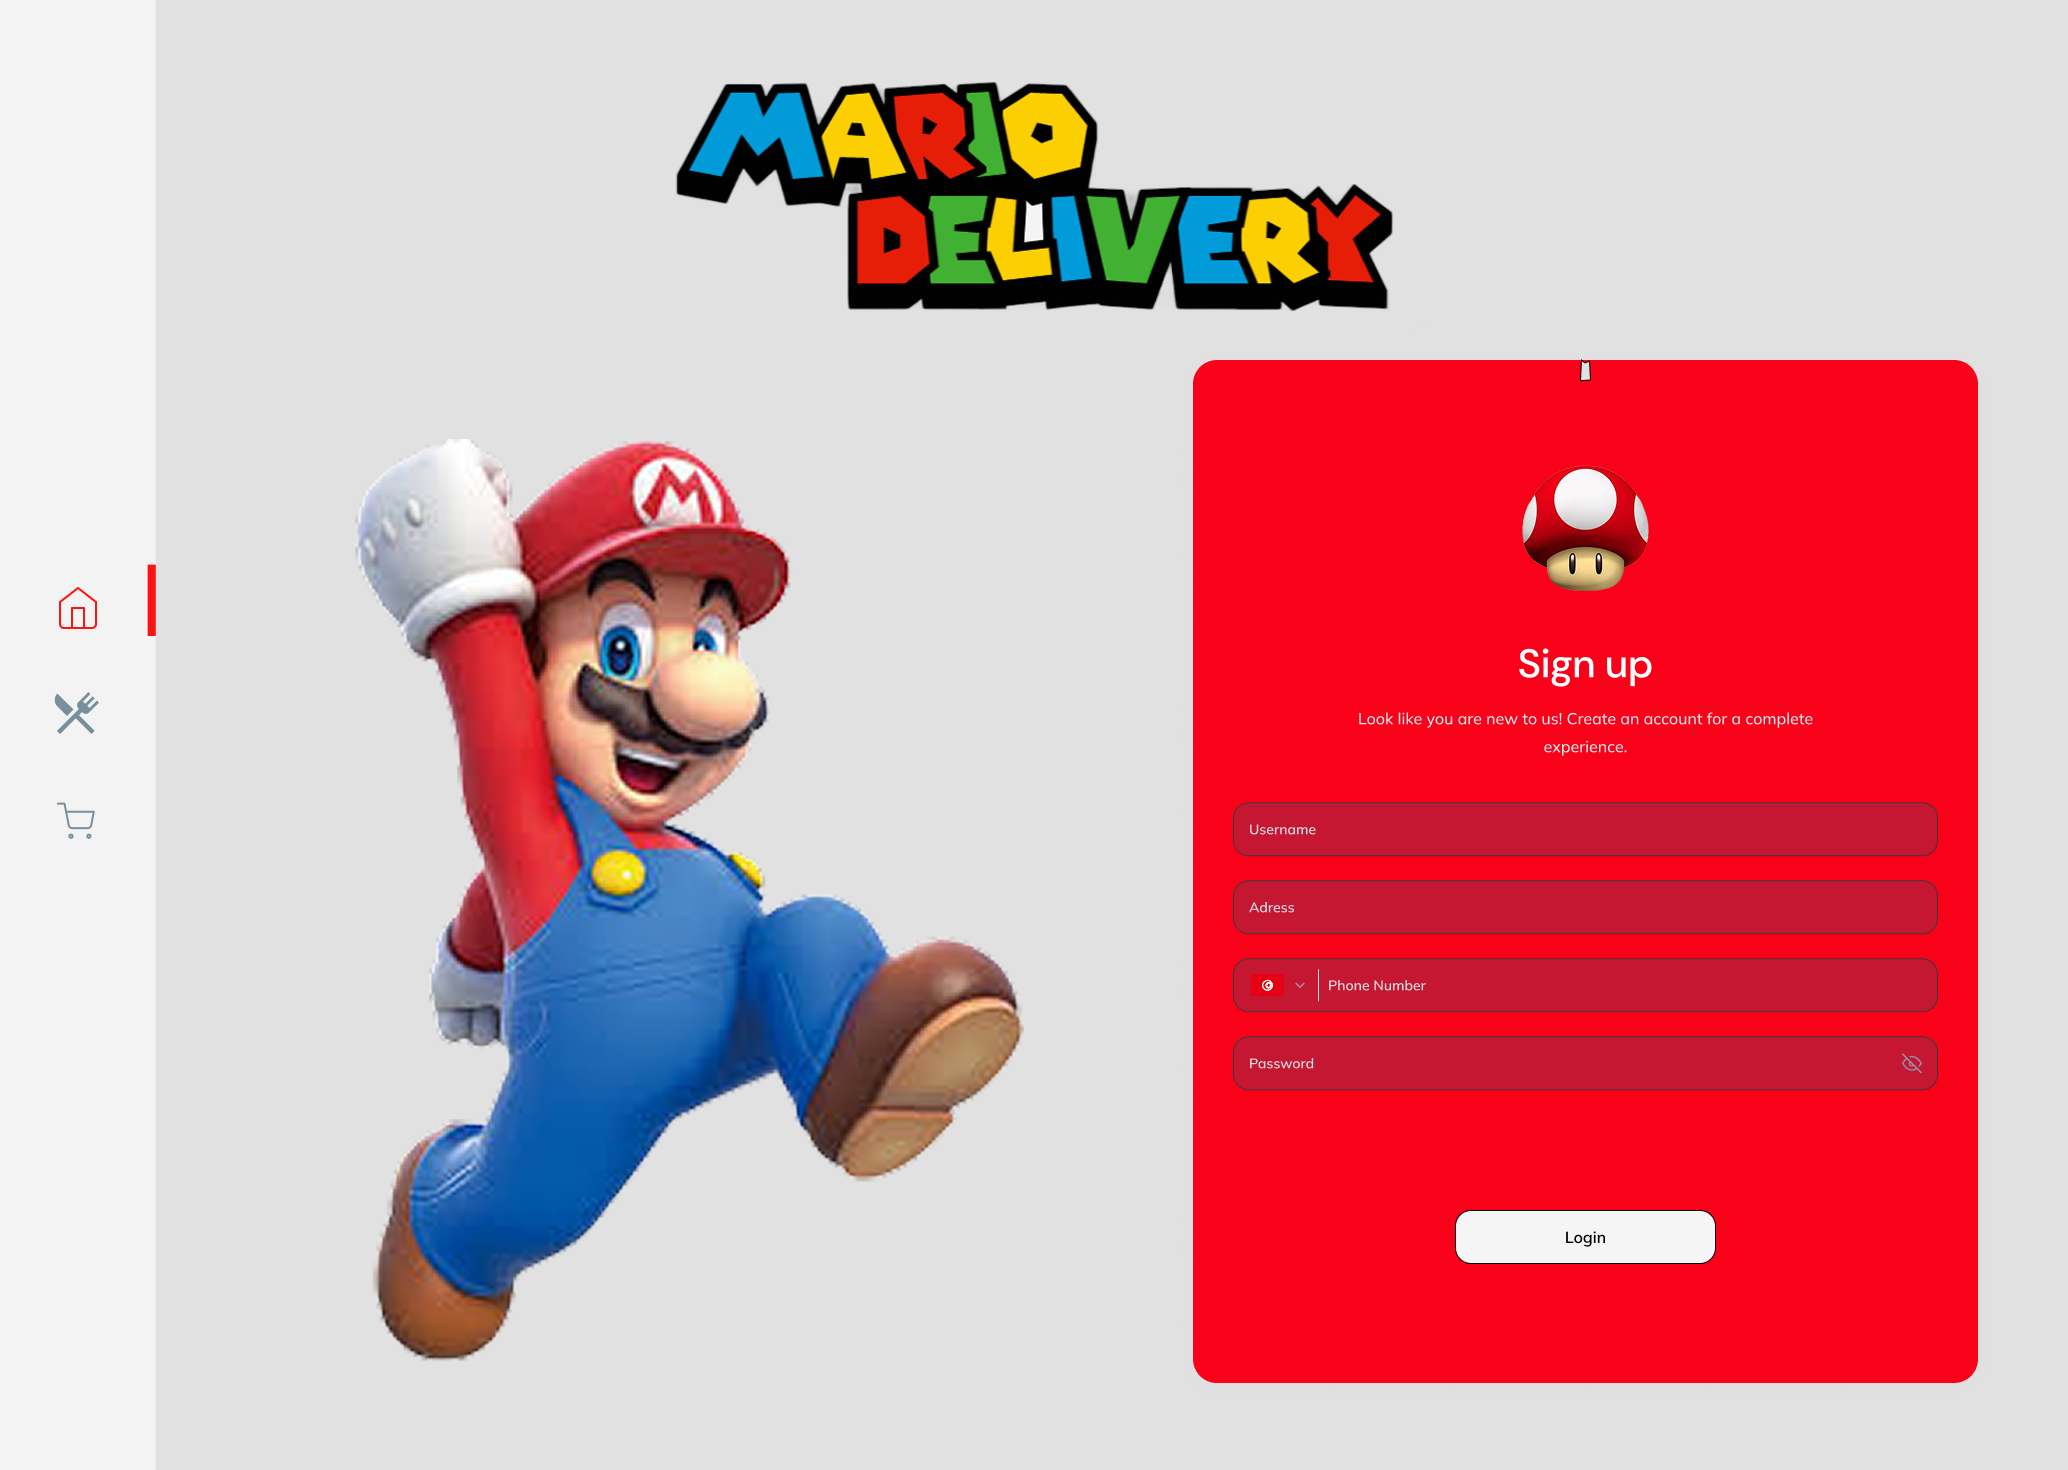 MARIO
DELIVERY
M
Sign up
Look like you are new to us! Create an account for a complete
experience.
Username
Adress
Phone Number
Password
Login